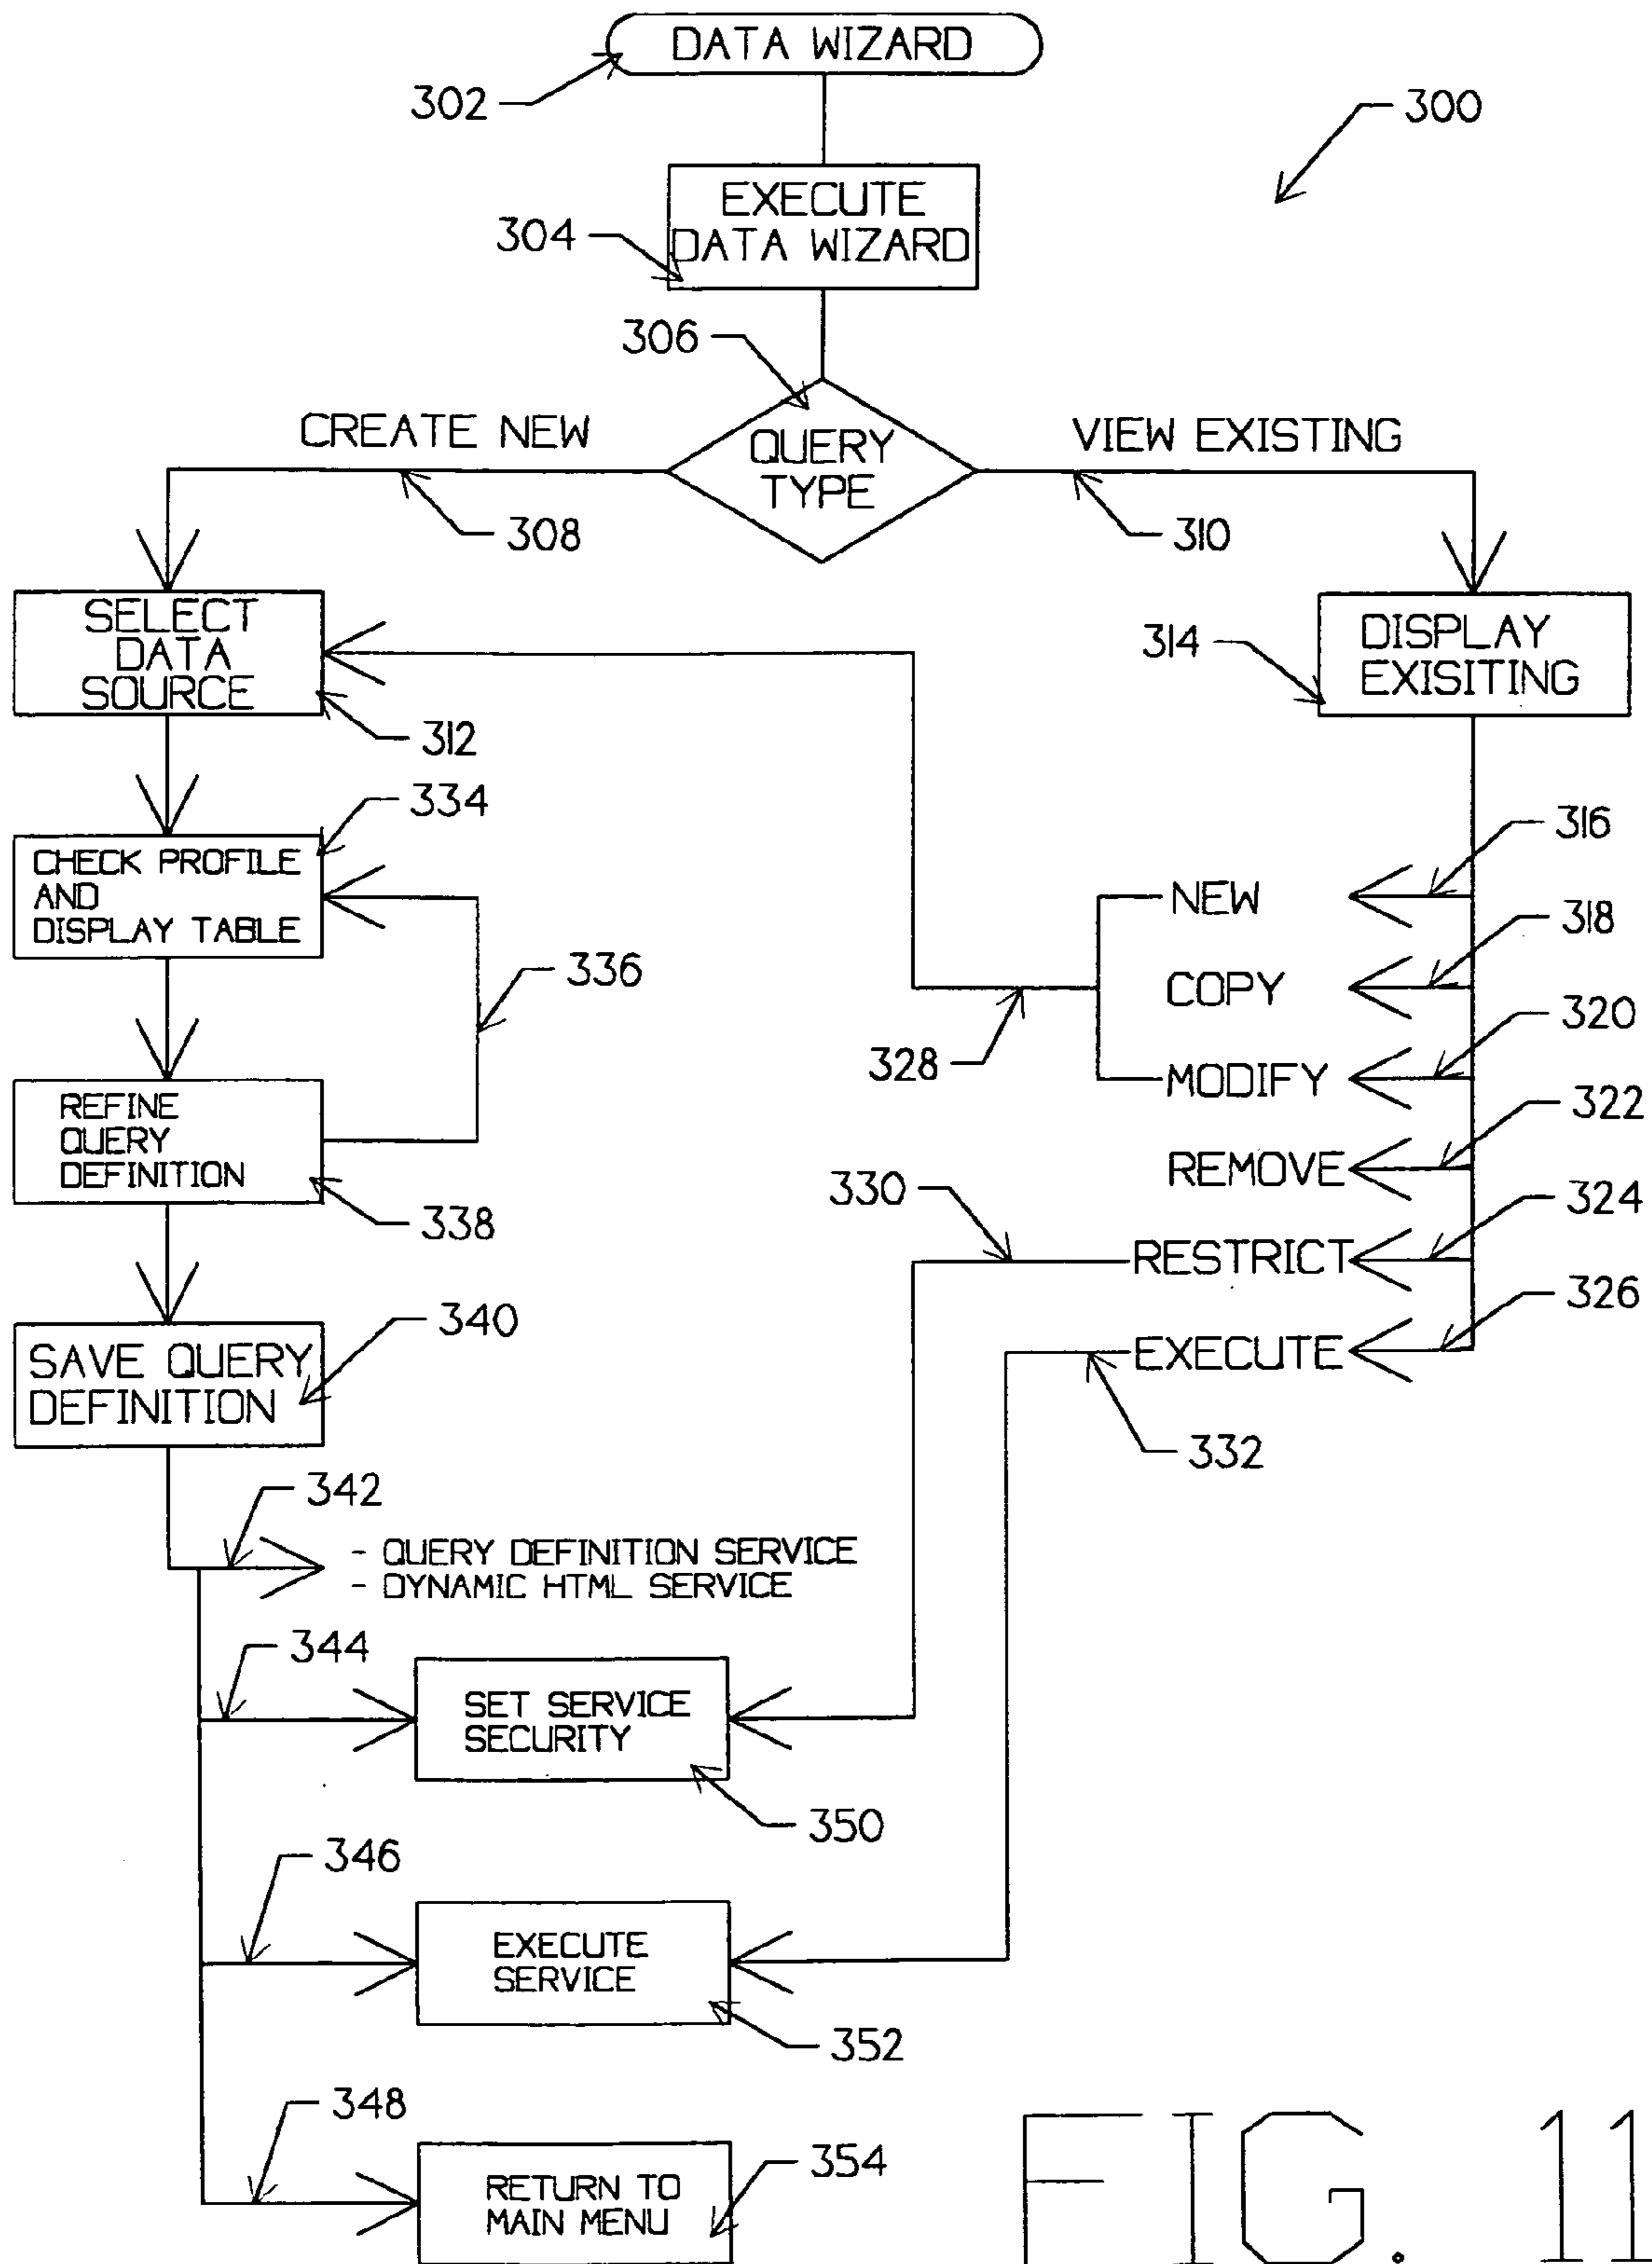 DATA WIZARD
302
300
EXECUTE
DATA WIZARD
304
306
CREATE NEW
QUERY
TYPE
VIEW EXISTING
308
310
SELECT
DATA
SOURCE
312
314
DISPLAY
EXISITING
334
CHECK PROFILE
AND
DISPLAY TABLE
336
316
NEW
318
COPY
320
328
MODIFY
322
REFINE
QUERY
DEFINITION
338
REMOVE
330
324
RESTRICT
326
340
SAVE QUERY
DEFINITION
EXECUTE
332
342
- QUERY DEFINITION SERVICE
- DYNAMIC HTML SERVICE
344
SET SERVICE
SECURITY
350
346
EXECUTE
SERVICE
352
348
354
RETURN TO
MAIN MENU
FIG. 11